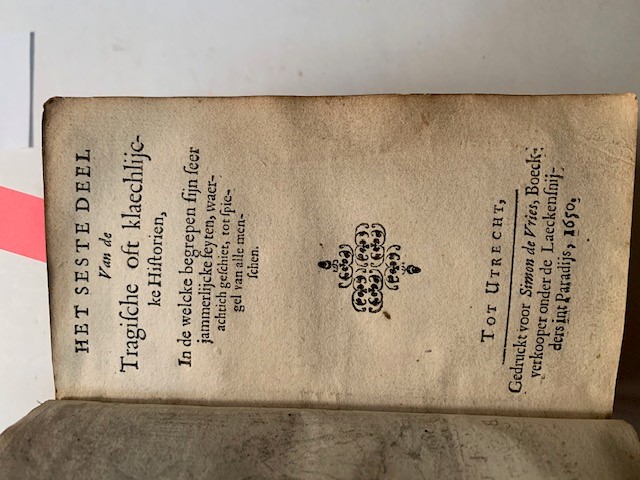 HET SESTE DEEL
Van de
Tragiſche oft klaechlijc-
ke Hiſtorien,
In de welcke begrepen ſijn ſeer
jammerlijcke feyten, waer-
achtich geſchiet, tot ſpie-
gel van alle men-
ſchen.
TOT UTRECHT,
Gedruckt voor Simon de Vries, Boeck-
verkooper onder de Laeckenſnij-
ders int Paradijs, 1650.